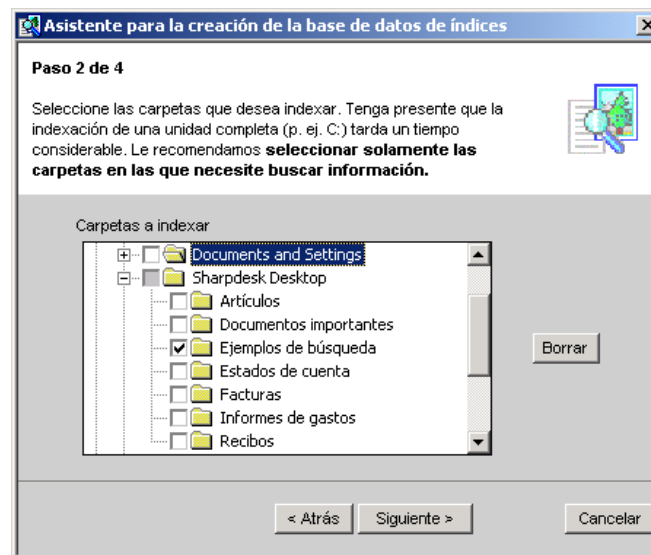 Asistente para la creación de la base de datos de índices
Paso 2 de 4
Seleccione las carpetas que desea indexar. Tenga presente que la
indexación de una unidad completa (p. ej. C:) tarda un tiempo
considerable. Le recomendamos seleccionar solamente las
carpetas en las que necesite buscar información.
Carpetas a indexar
Documents and Settings
Sharpdesk Desktop
Artículos
Documentos importantes
Ejemplos de búsqueda
Estados de cuenta
Facturas
Informes de gastos
Recibos
Borrar
< Atrás
Siguiente >
Cancelar